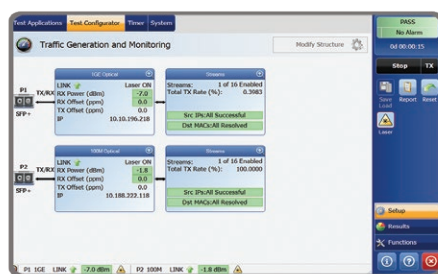 Test Applications Test Configurator Timer System
Traffic Generation and Monitoring
Modify Structure
PASS
No Alarm
0d 00:00:15
Stop TX
Save Load Report Reset
Laser
P1 TX/RX
SFP+
1GE Optical
LINK Laser ON
RX Power (dBm) -7.0
RX Offset (ppm) 0.0
TX Offset (ppm) 0.0
IP 10.10.196.218
Streams
Streams: 1 of 16 Enabled
Total TX Rate (%): 0.3083
Src IPs:All Successful
Dst MACs:All Resolved
P2 TX/RX
SFP+
100M Optical
LINK Laser ON
RX Power (dBm) -1.8
RX Offset (ppm) 0.0
TX Offset (ppm) 0.0
IP 10.188.222.118
Streams
Streams: 1 of 16 Enabled
Total TX Rate (%): 100.0000
Src IPs:All Successful
Dst MACs:All Resolved
Setup
Results
Functions
P1 1GE LINK -7.0 dBm P2 100M LINK -1.8 dBm